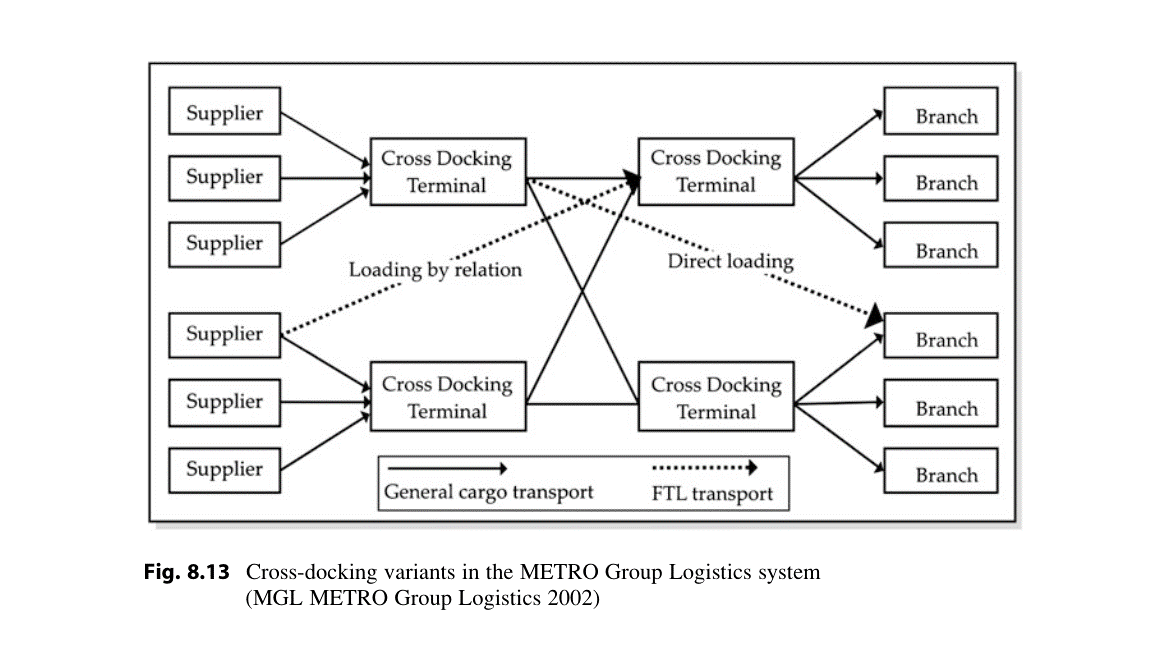 Supplier
Supplier
Supplier
Supplier
Supplier
Supplier
Cross Docking
Terminal
Cross Docking
Terminal
Loading by relation
Direct loading
Cross Docking
Terminal
Cross Docking
Terminal
Branch
Branch
Branch
Branch
Branch
Branch
General cargo transport
FTL transport
Fig. 8.13 Cross-docking variants in the METRO Group Logistics system
(MGL METRO Group Logistics 2002)